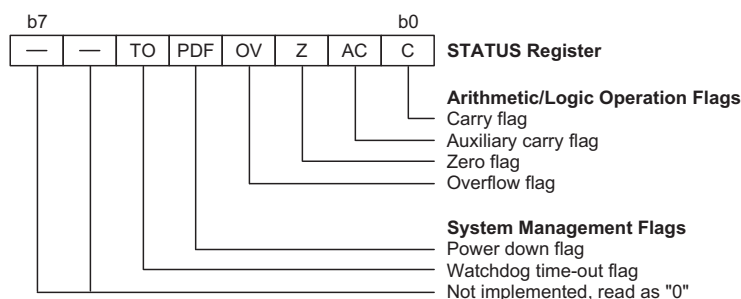 b7 b0
— — TO PDF OV Z AC C STATUS Register
Arithmetic/Logic Operation Flags
Carry flag
Auxiliary carry flag
Zero flag
Overflow flag
System Management Flags
Power down flag
Watchdog time-out flag
Not implemented, read as "0"